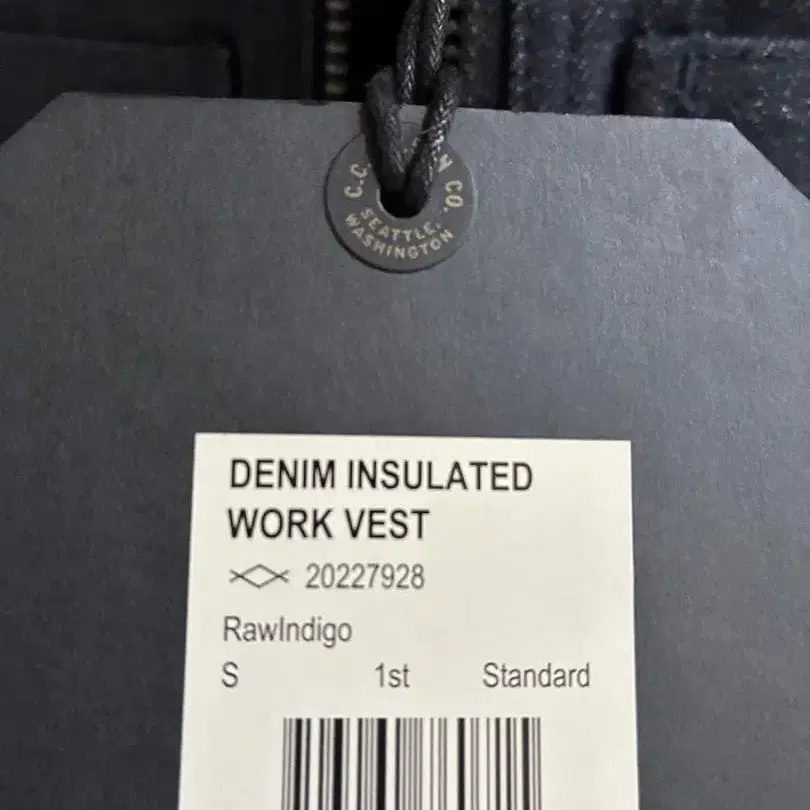 C.C. CO.
SEATTLE,
WASHINGTON
DENIM INSULATED
WORK VEST
20227928
RawIndigo
S 1st Standard